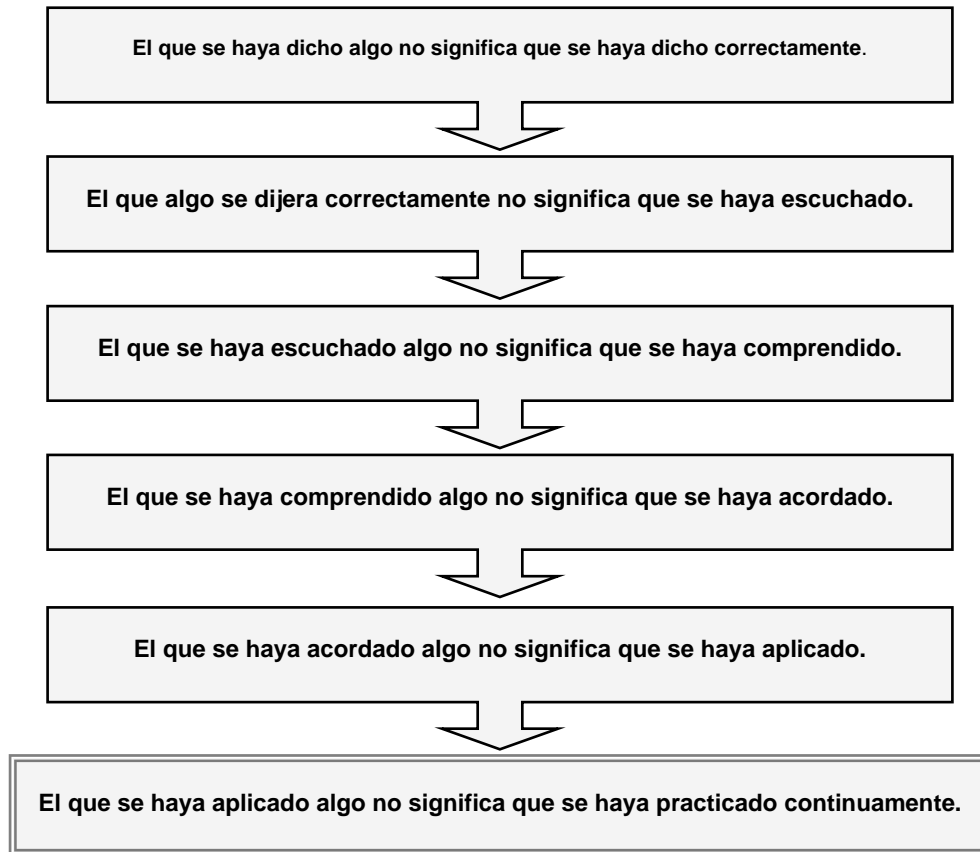 El que se haya dicho algo no significa que se haya dicho correctamente.
El que algo se dijera correctamente no significa que se haya escuchado.
El que se haya escuchado algo no significa que se haya comprendido.
El que se haya comprendido algo no significa que se haya acordado.
El que se haya acordado algo no significa que se haya aplicado.
El que se haya aplicado algo no significa que se haya practicado continuamente.